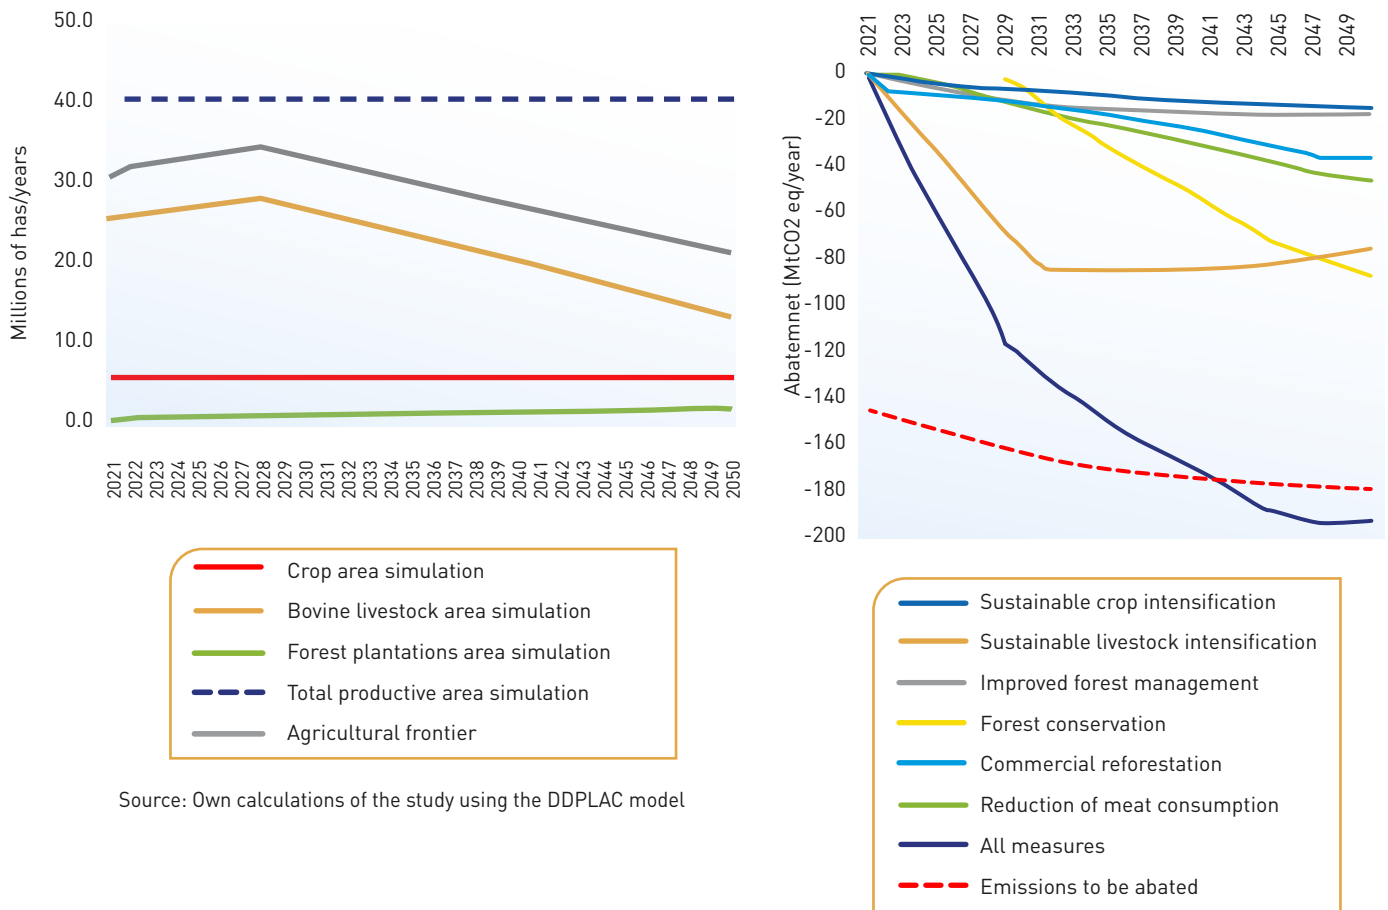 50.0
40.0
30.0
20.0
10.0
0.0
Millions of has/years
2021 2022 2023 2024 2025 2026 2027 2028 2029 2030 2031 2032 2033 2034 2035 2036 2037 2038 2039 2040 2041 2042 2043 2044 2045 2046 2047 2048 2049 2050
Crop area simulation
Bovine livestock area simulation
Forest plantations area simulation
Total productive area simulation
Agricultural frontier
Source: Own calculations of the study using the DDPLAC model
2021 2023 2025 2027 2029 2031 2033 2035 2037 2039 2041 2043 2045 2047 2049
0
-20
-40
-60
-80
-100
-120
-140
-160
-180
-200
Abatemnet (MtCO2 eq/year)
Sustainable crop intensification
Sustainable livestock intensification
Improved forest management
Forest conservation
Commercial reforestation
Reduction of meat consumption
All measures
Emissions to be abated